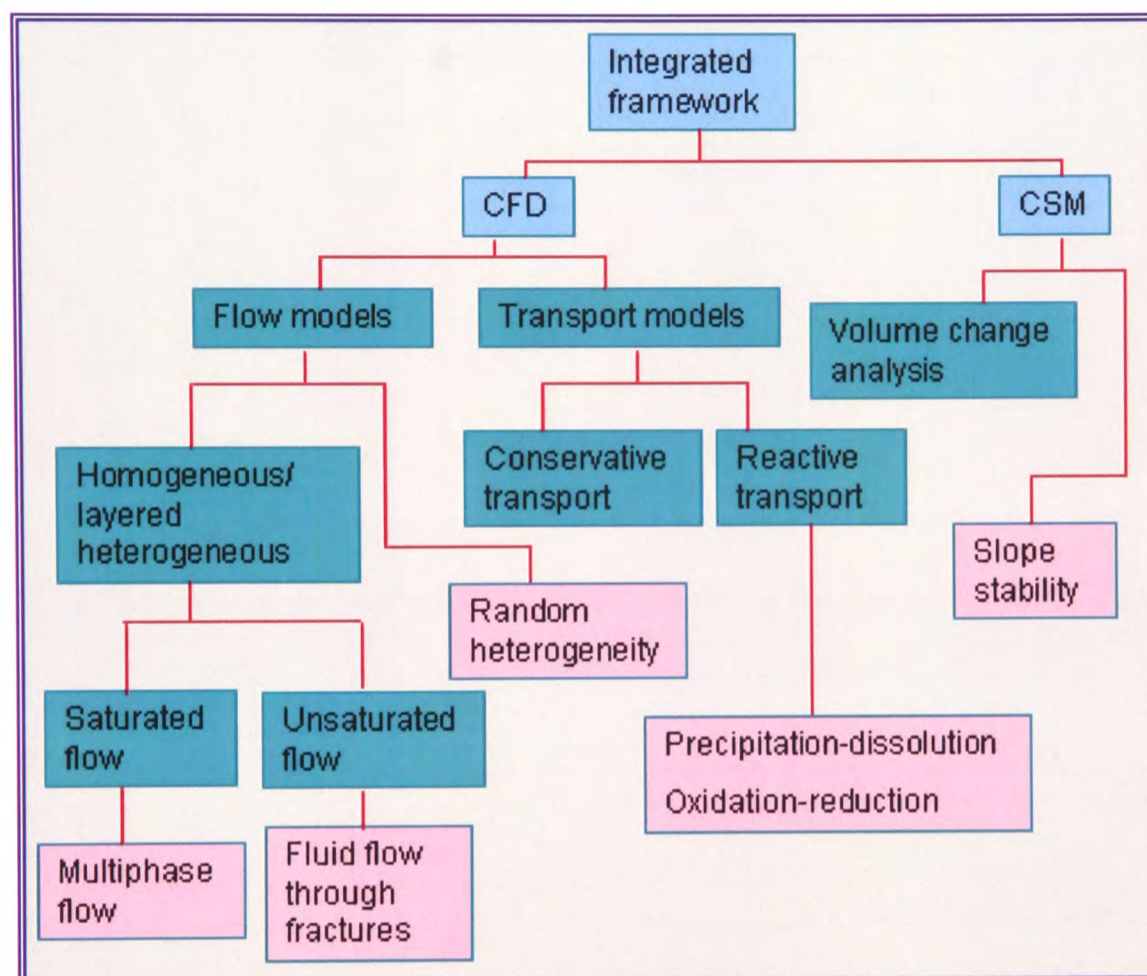 Integrated
framework
CFD
CSM
Flow models
Transport models
Volume change
analysis
Homogeneous/
layered
heterogeneous
Conservative
transport
Reactive
transport
Random
heterogeneity
Slope
stability
Saturated
flow
Unsaturated
flow
Precipitation-dissolution
Oxidation-reduction
Multiphase
flow
Fluid flow
through
fractures